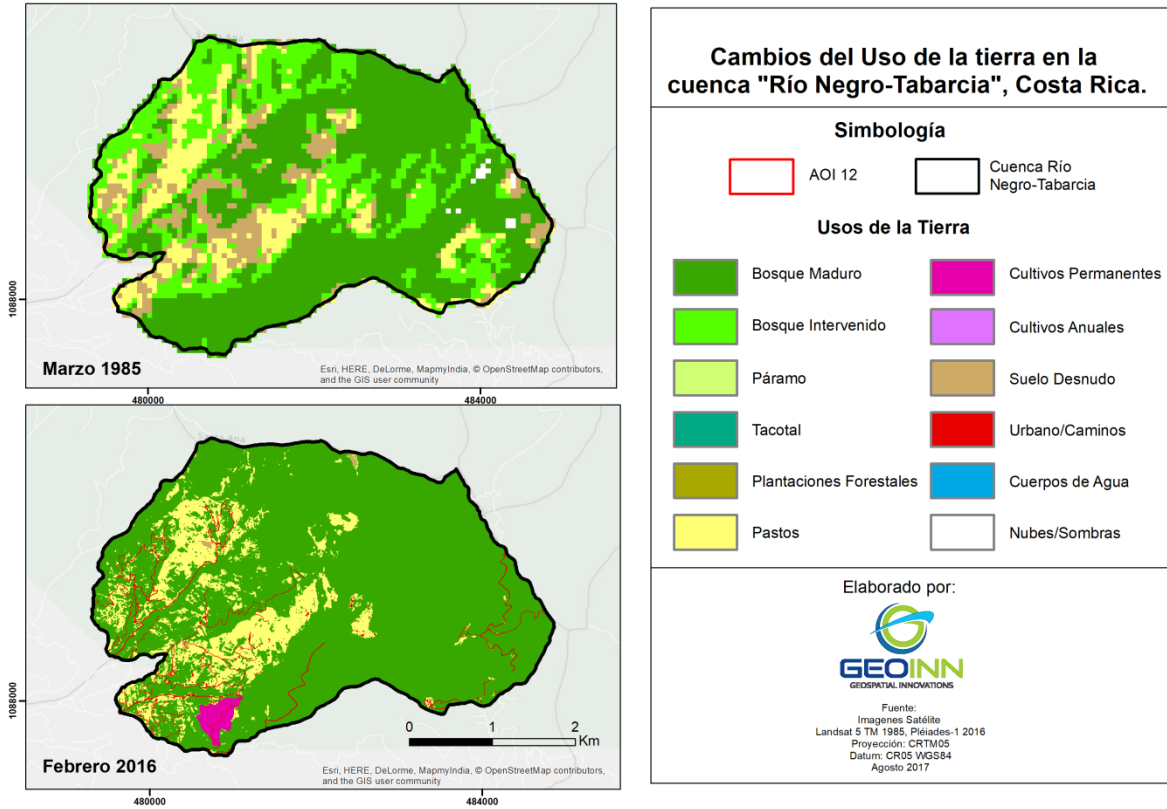 Marzo 1985
Esri, HERE, DeLorme, MapmyIndia, © OpenStreetMap contributors,
and the GIS user community
1088000
480000
484000
Febrero 2016
0 1 2
Km
Esri, HERE, DeLorme, MapmyIndia, © OpenStreetMap contributors,
and the GIS user community
1088000
480000
484000
Cambios del Uso de la tierra en la
cuenca "Río Negro-Tabarcia", Costa Rica.
Simbología
AOI 12
Cuenca Río
Negro-Tabarcia
Usos de la Tierra
Bosque Maduro
Cultivos Permanentes
Bosque Intervenido
Cultivos Anuales
Páramo
Suelo Desnudo
Tacotal
Urbano/Caminos
Plantaciones Forestales
Cuerpos de Agua
Pastos
Nubes/Sombras
Elaborado por:
GEOINN
GEOSPATIAL INNOVATIONS
Fuente:
Imagenes Satélite
Landsat 5 TM 1985, Pléiades-1 2016
Proyección: CRTM05
Datum: CR05 WGS84
Agosto 2017